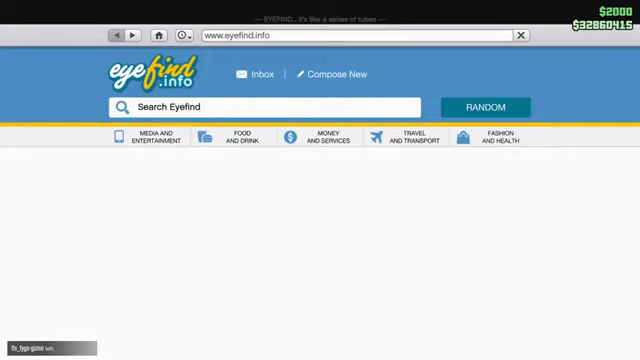 — EYEFIND... It's like a series of tubes —
$2000
$32860415
www.eyefind.info
eyefind
.info
Inbox
Compose New
Search Eyefind
RANDOM
MEDIA AND
ENTERTAINMENT
FOOD
AND DRINK
MONEY
AND SERVICES
TRAVEL
AND TRANSPORT
FASHION
AND HEALTH
left.